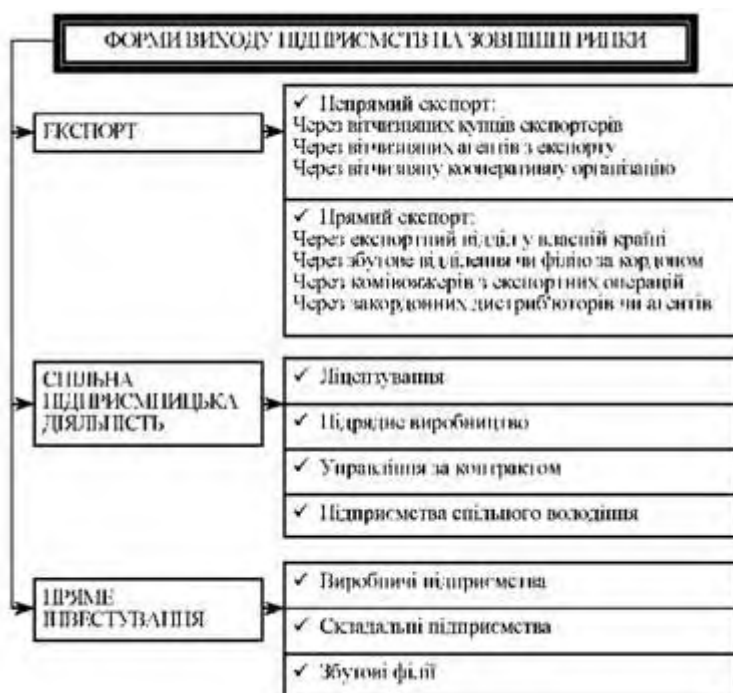 ФОРМИ ВИХОДУ ПІДПРИЄМСТВ НА ЗОВНІШНІ РИНКИ
ЕКСПОРТ
✓ Непрямий експорт:
Через вітчизняних купців експортерів
Через вітчизняних агентів з експорту
Через вітчизняну кооперативну організацію
✓ Прямий експорт:
Через експортний відділ у власній країні
Через збутове відділення чи філію за кордоном
Через комівояжерів з експортних операцій
Через закордонних дистриб'юторів чи агентів
СПІЛЬНА
ПІДПРИЄМНИЦЬКА
ДІЯЛЬНІСТЬ
✓ Ліцензування
✓ Підрядне виробництво
✓ Управління за контрактом
✓ Підприємства спільного володіння
ПРЯМЕ
ІНВЕСТУВАННЯ
✓ Виробничі підприємства
✓ Складальні підприємства
✓ Збутові філії